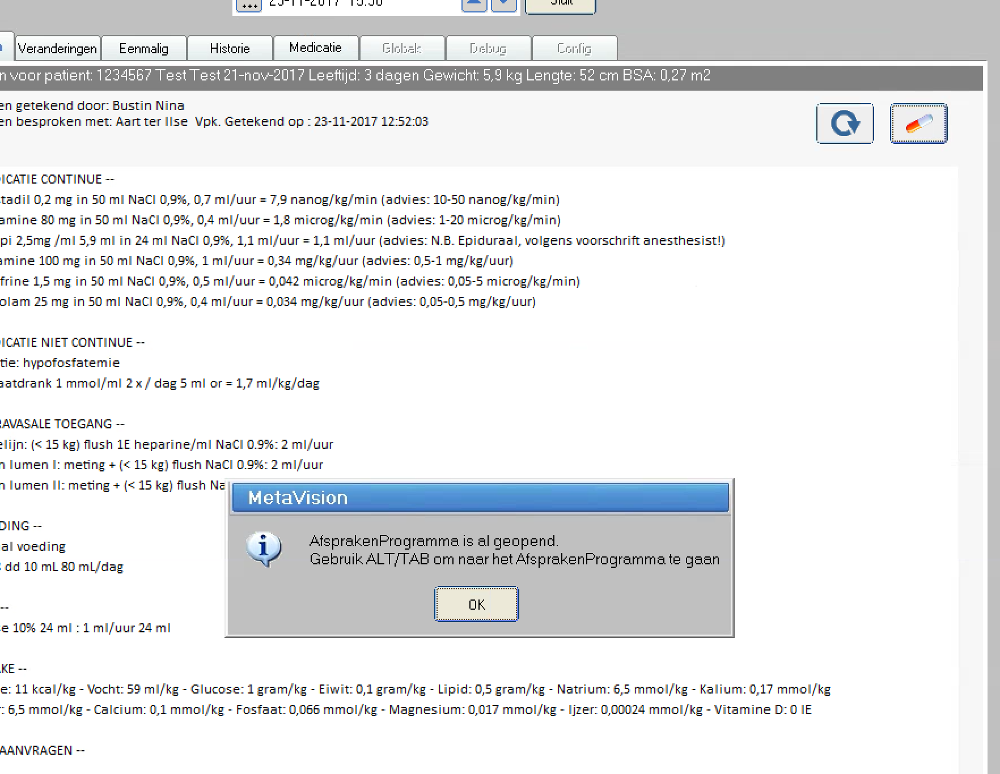 ... 23-11-2017 15:56
Veranderingen Eenmalig Historie Medicatie Globals Debug Config
n voor patient: 1234567 Test Test 21-nov-2017 Leeftijd: 3 dagen Gewicht: 5,9 kg Lengte: 52 cm BSA: 0,27 m2
en getekend door: Bustin Nina
en besproken met: Aart ter Ilse Vpk. Getekend op : 23-11-2017 12:52:03
ICATIE CONTINUE --
tadil 0,2 mg in 50 ml NaCl 0,9%, 0,7 ml/uur = 7,9 nanog/kg/min (advies: 10-50 nanog/kg/min)
amine 80 mg in 50 ml NaCl 0,9%, 0,4 ml/uur = 1,8 microg/kg/min (advies: 1-20 microg/kg/min)
pi 2,5mg /ml 5,9 ml in 24 ml NaCl 0,9%, 1,1 ml/uur = 1,1 ml/uur (advies: N.B. Epiduraal, volgens voorschrift anesthesist!)
amine 100 mg in 50 ml NaCl 0,9%, 1 ml/uur = 0,34 mg/kg/uur (advies: 0,5-1 mg/kg/uur)
frine 1,5 mg in 50 ml NaCl 0,9%, 0,5 ml/uur = 0,042 microg/kg/min (advies: 0,05-5 microg/kg/min)
olam 25 mg in 50 ml NaCl 0,9%, 0,4 ml/uur = 0,034 mg/kg/uur (advies: 0,05-0,5 mg/kg/uur)
ICATIE NIET CONTINUE --
tie: hypofosfatemie
aatdrank 1 mmol/ml 2 x / dag 5 ml or = 1,7 ml/kg/dag
RAVASALE TOEGANG --
elijn: (< 15 kg) flush 1E heparine/ml NaCl 0.9%: 2 ml/uur
n lumen I: meting + (< 15 kg) flush NaCl 0.9%: 2 ml/uur
n lumen II: meting + (< 15 kg) flush Na
MetaVision
AfsprakenProgramma is al geopend.
Gebruik ALT/TAB om naar het AfsprakenProgramma te gaan
OK
DING --
al voeding
dd 10 mL 80 mL/dag
--
e 10% 24 ml : 1 ml/uur 24 ml
KE --
e: 11 kcal/kg - Vocht: 59 ml/kg - Glucose: 1 gram/kg - Eiwit: 0,1 gram/kg - Lipid: 0,5 gram/kg - Natrium: 6,5 mmol/kg - Kalium: 0,17 mmol/kg
r: 6,5 mmol/kg - Calcium: 0,1 mmol/kg - Fosfaat: 0,066 mmol/kg - Magnesium: 0,017 mmol/kg - Ijzer: 0,00024 mmol/kg - Vitamine D: 0 IE
AANVRAGEN --